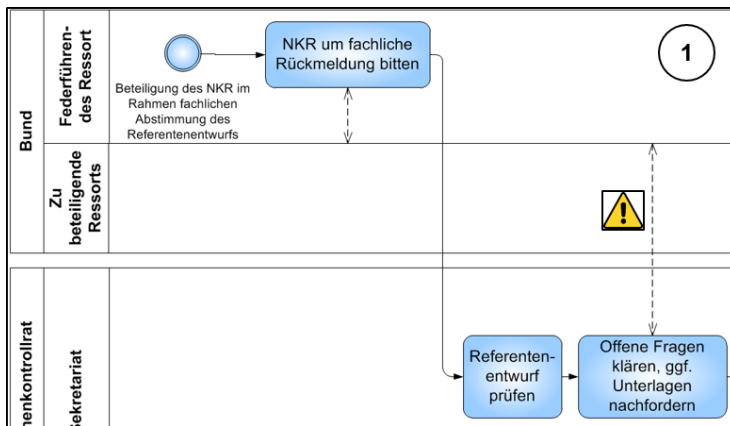 Bund
Federführen-
des Ressort
Zu
beteiligende
Ressorts
Beteiligung des NKR im
Rahmen fachlichen
Abstimmung des
Referentenentwurfs
NKR um fachliche
Rückmeldung bitten
1
!
enkontrollrat
Sekretariat
Referenten-
entwurf
prüfen
Offene Fragen
klären, ggf.
Unterlagen
nachfordern